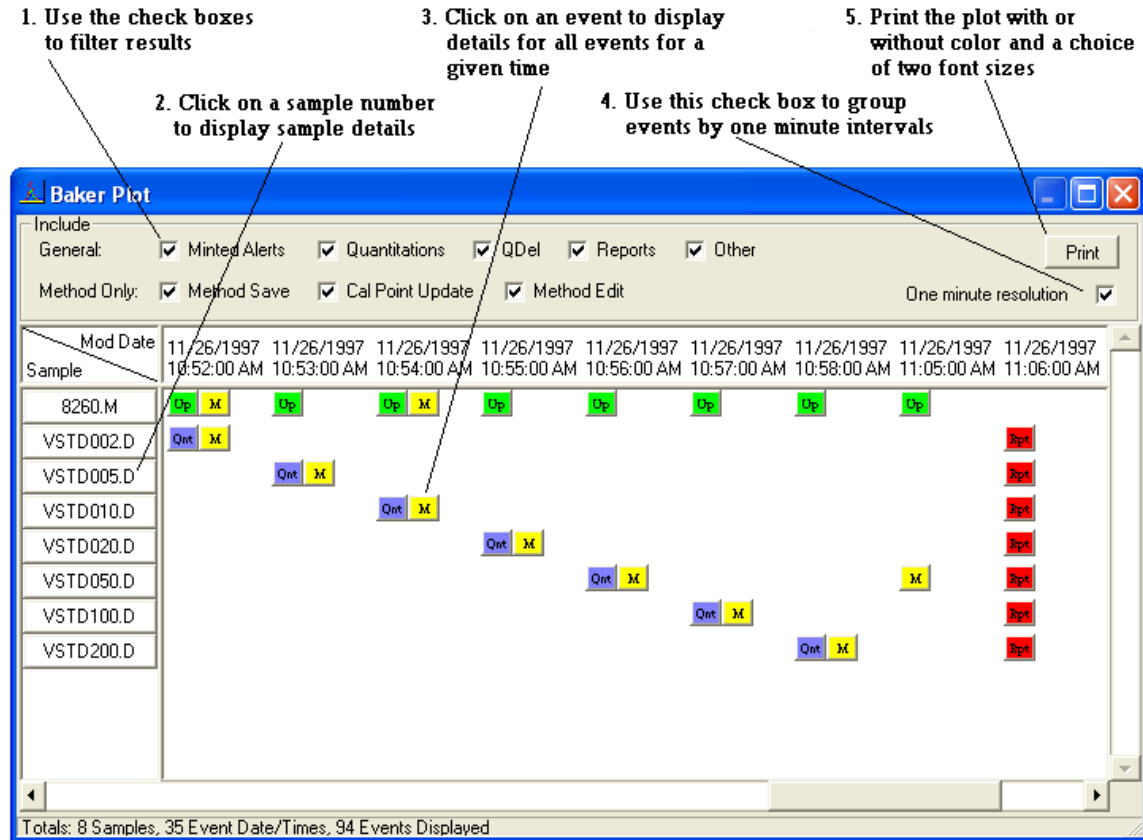 1. Use the check boxes
to filter results
3. Click on an event to display
details for all events for a
given time
5. Print the plot with or
without color and a choice
of two font sizes
2. Click on a sample number
to display sample details
4. Use this check box to group
events by one minute intervals
Baker Plot
Include
General: Minted Alerts Quantitations QDel Reports Other Print
Method Only: Method Save Cal Point Update Method Edit One minute resolution
Mod Date 11/26/1997 11/26/1997 11/26/1997 11/26/1997 11/26/1997 11/26/1997 11/26/1997 11/26/1997 11/26/1997
Sample 10:52:00 AM 10:53:00 AM 10:54:00 AM 10:55:00 AM 10:56:00 AM 10:57:00 AM 10:58:00 AM 11:05:00 AM 11:06:00 AM
8260.M Up M Up Up M Up Up Up Up Up
VSTD002.D Qnt M Rpt
VSTD005.D Qnt M Rpt
VSTD010.D Qnt M Rpt
VSTD020.D Qnt M Rpt
VSTD050.D Qnt M M Rpt
VSTD100.D Qnt M Rpt
VSTD200.D Qnt M Rpt
Totals: 8 Samples, 35 Event Date/Times, 94 Events Displayed